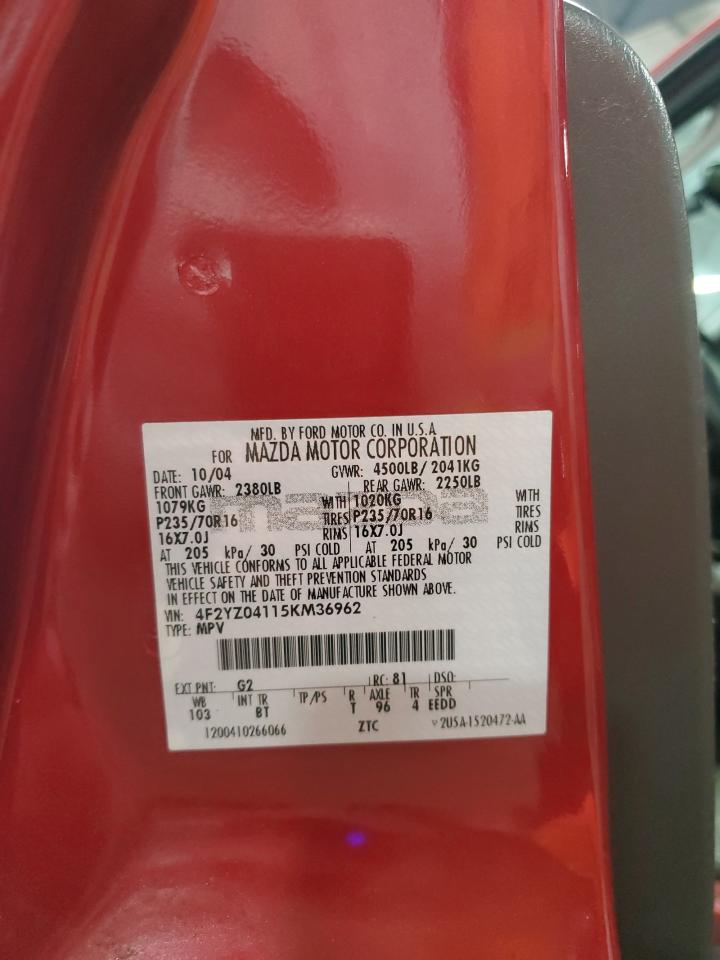 MFD. BY FORD MOTOR CO. IN U.S.A.
FOR MAZDA MOTOR CORPORATION
DATE: 10/04 GVWR: 4500LB/ 2041KG
FRONT GAWR: 2380LB REAR GAWR: 2250LB
1079KG WITH 1020KG WITH
P235/70R16 TIRES P235/70R16 TIRES
16X7.0J RIMS 16X7.0J RIMS
AT 205 kPa/ 30 PSI COLD AT 205 kPa/ 30 PSI COLD
mazda
THIS VEHICLE CONFORMS TO ALL APPLICABLE FEDERAL MOTOR
VEHICLE SAFETY AND THEFT PREVENTION STANDARDS
IN EFFECT ON THE DATE OF MANUFACTURE SHOWN ABOVE.
VIN: 4F2YZ04115KM36962
TYPE: MPV
EXT PNT: G2 RC: 81 DSO:
WB INT TR TP/PS R AXLE TR SPR
103 BT T 96 4 EEDD
1200410266066 ZTC 2U5A-1520472-AA